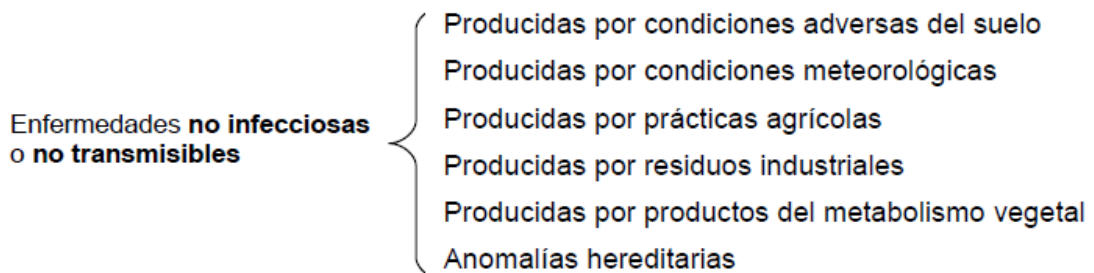 Enfermedades no infecciosas
o no transmisibles
Producidas por condiciones adversas del suelo
Producidas por condiciones meteorológicas
Producidas por prácticas agrícolas
Producidas por residuos industriales
Producidas por productos del metabolismo vegetal
Anomalías hereditarias